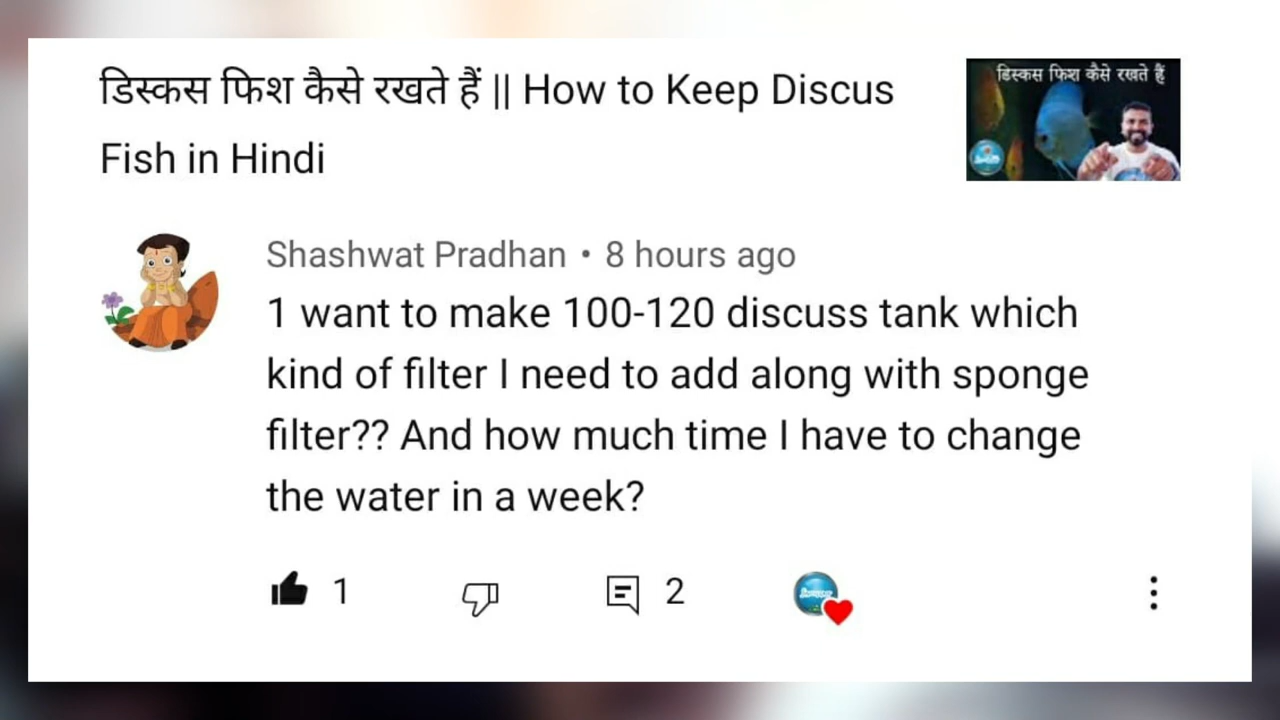 डिस्कस फिश कैसे रखते हैं || How to Keep Discus
Fish in Hindi
डिस्कस फिश कैसे रखते हैं
Shashwat Pradhan • 8 hours ago
1 want to make 100-120 discuss tank which
kind of filter I need to add along with sponge
filter?? And how much time I have to change
the water in a week?
1
2